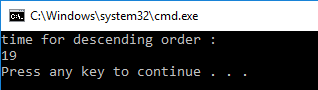 C:\Windows\system32\cmd.exe
time for descending order :
19
Press any key to continue . . .